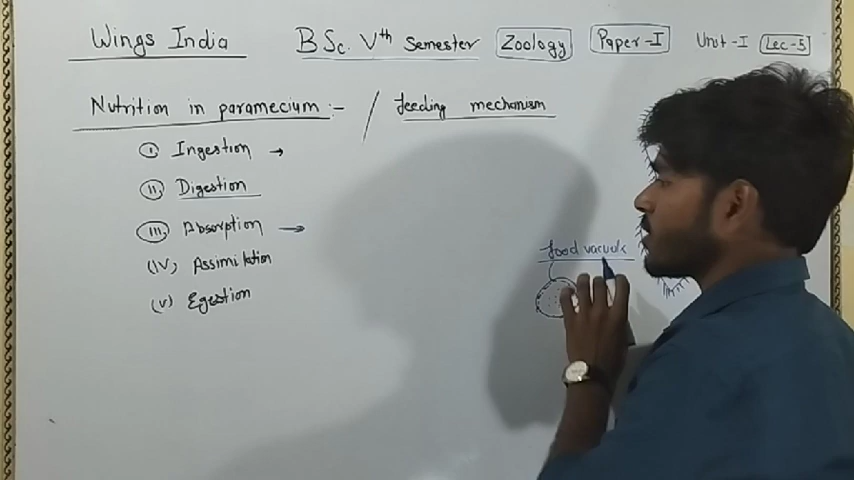 Wings India BSc. Vth Semester Zoology Paper-I Unit-I Lec-5
Nutrition in paramecium:- / feeding mechanism
(i) Ingestion →
(ii) Digestion
(iii) Absorption →
(iv) Assimilation
(v) Egestion
food vacuole